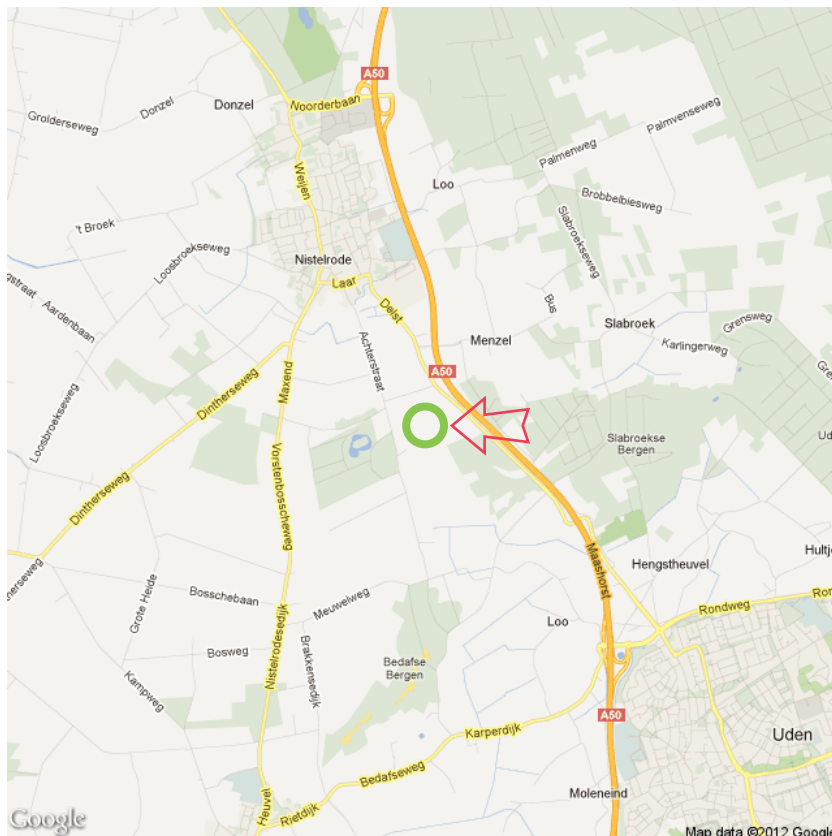 A50
Noorderbaan
Donzel
Donzel
Grolderseweg
Palmvenseweg
Palmenweg
Weijen
Loo
Brobbelbiesweg
't Broek
Slabroekseweg
Loosbroekseweg
Nistelrode
Laar
Aardenbaan
Delst
Bus
Slabroek
Grensweg
Achterstraat
Menzel
Karlingerweg
A50
Dintherseweg
Maxend
Loosbroekseweg
Slabroekse
Bergen
Vorstenbosscheweg
Dintherseweg
Maashorst
Hengstheuvel
Grote Heide
Bosschebaan
Meuwelweg
Rondweg
Loo
Nistelrodesedijk
Brakkensedijk
Bosweg
Bedafse
Bergen
Kampweg
A50
Karperdijk
Uden
Bedafseweg
Moleneind
Heuvel
Rietdijk
Google
Map data ©2012 Google